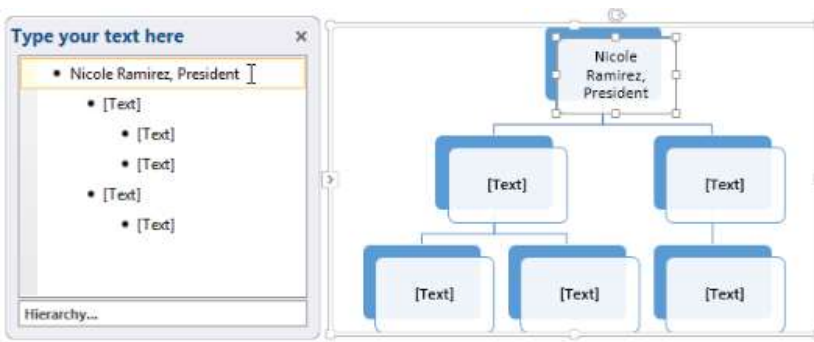 Type your text here
• Nicole Ramirez, President
• [Text]
• [Text]
• [Text]
• [Text]
• [Text]
Hierarchy...
Nicole
Ramirez,
President
[Text]
[Text]
[Text]
[Text]
[Text]